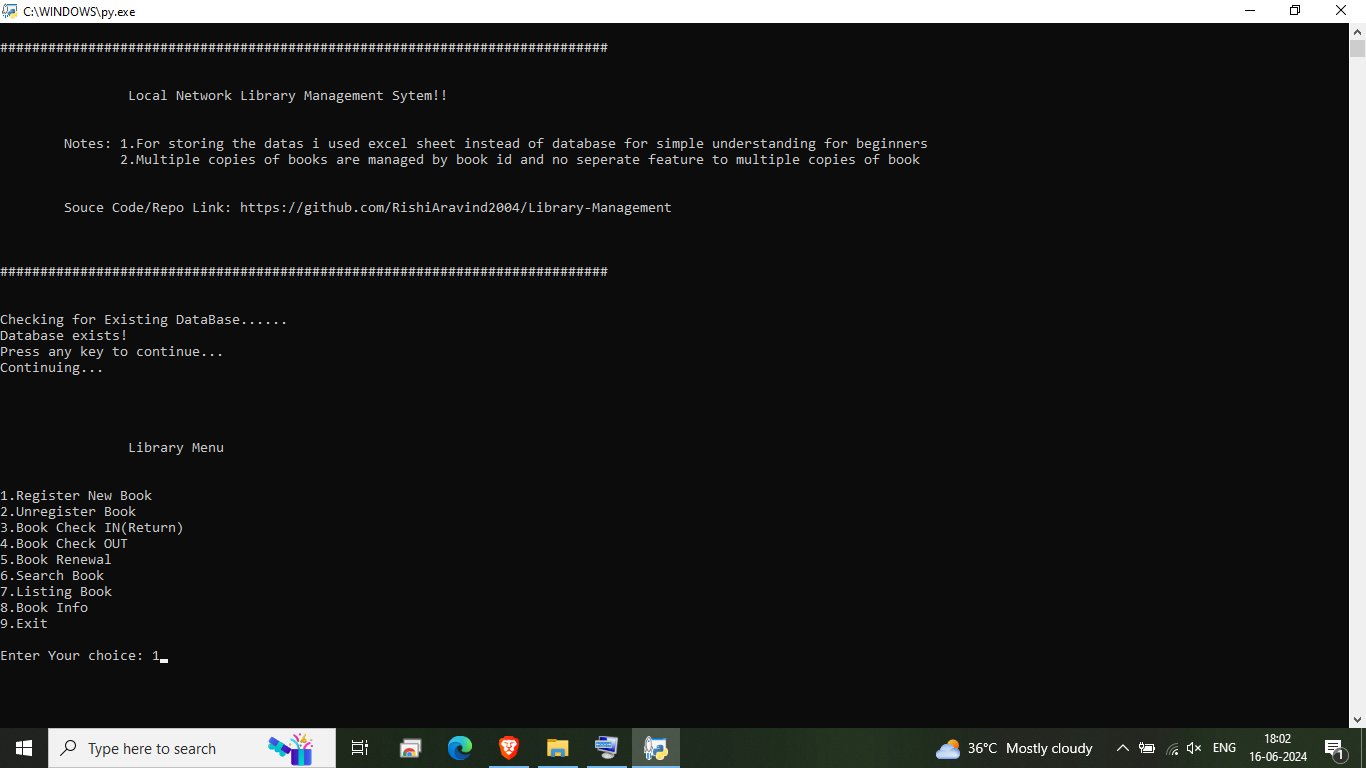 C:\WINDOWS\py.exe
############################################################################
Local Network Library Management Sytem!!
Notes: 1.For storing the datas i used excel sheet instead of database for simple understanding for beginners
2.Multiple copies of books are managed by book id and no seperate feature to multiple copies of book
Souce Code/Repo Link: https://github.com/RishiAravind2004/Library-Management
############################################################################
Checking for Existing DataBase......
Database exists!
Press any key to continue...
Continuing...
Library Menu
1.Register New Book
2.Unregister Book
3.Book Check IN(Return)
4.Book Check OUT
5.Book Renewal
6.Search Book
7.Listing Book
8.Book Info
9.Exit
Enter Your choice: 1
Type here to search
36°C Mostly cloudy
ENG
18:02
16-06-2024
1